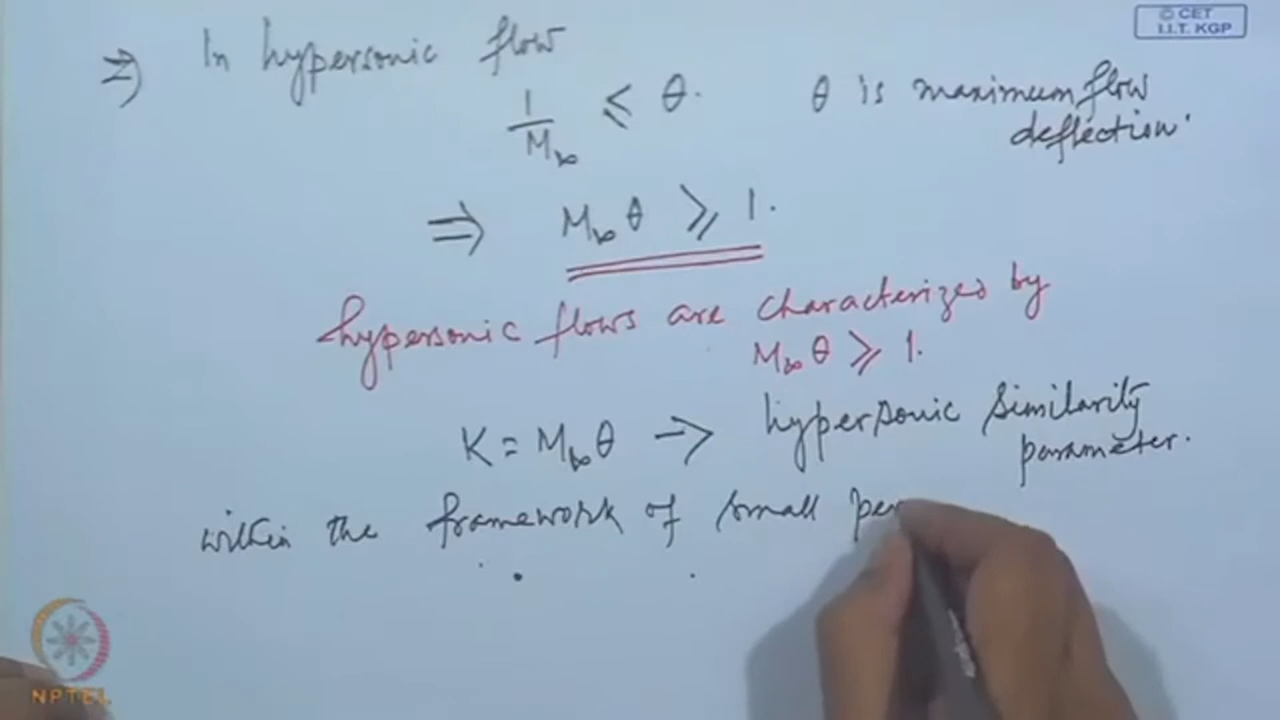 © CET
I.I.T. KGP
⇒) In hypersonic flow
1/M∞ ≤ θ. θ is maximum flow
deflection.
⇒ M∞ θ ⩾ 1.
hypersonic flows are characterized by
M∞ θ ⩾ 1.
K = M∞ θ → hypersonic similarity
parameter.
within the framework of small per
NPTEL